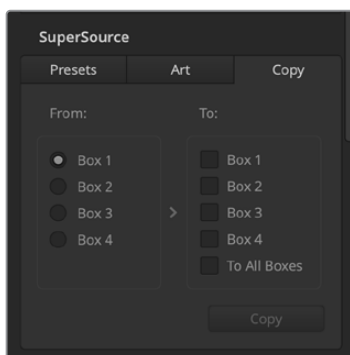 SuperSource
Presets Art Copy
From: To:
Box 1 Box 1
Box 2 Box 2
Box 3 > Box 3
Box 4 Box 4
To All Boxes
Copy